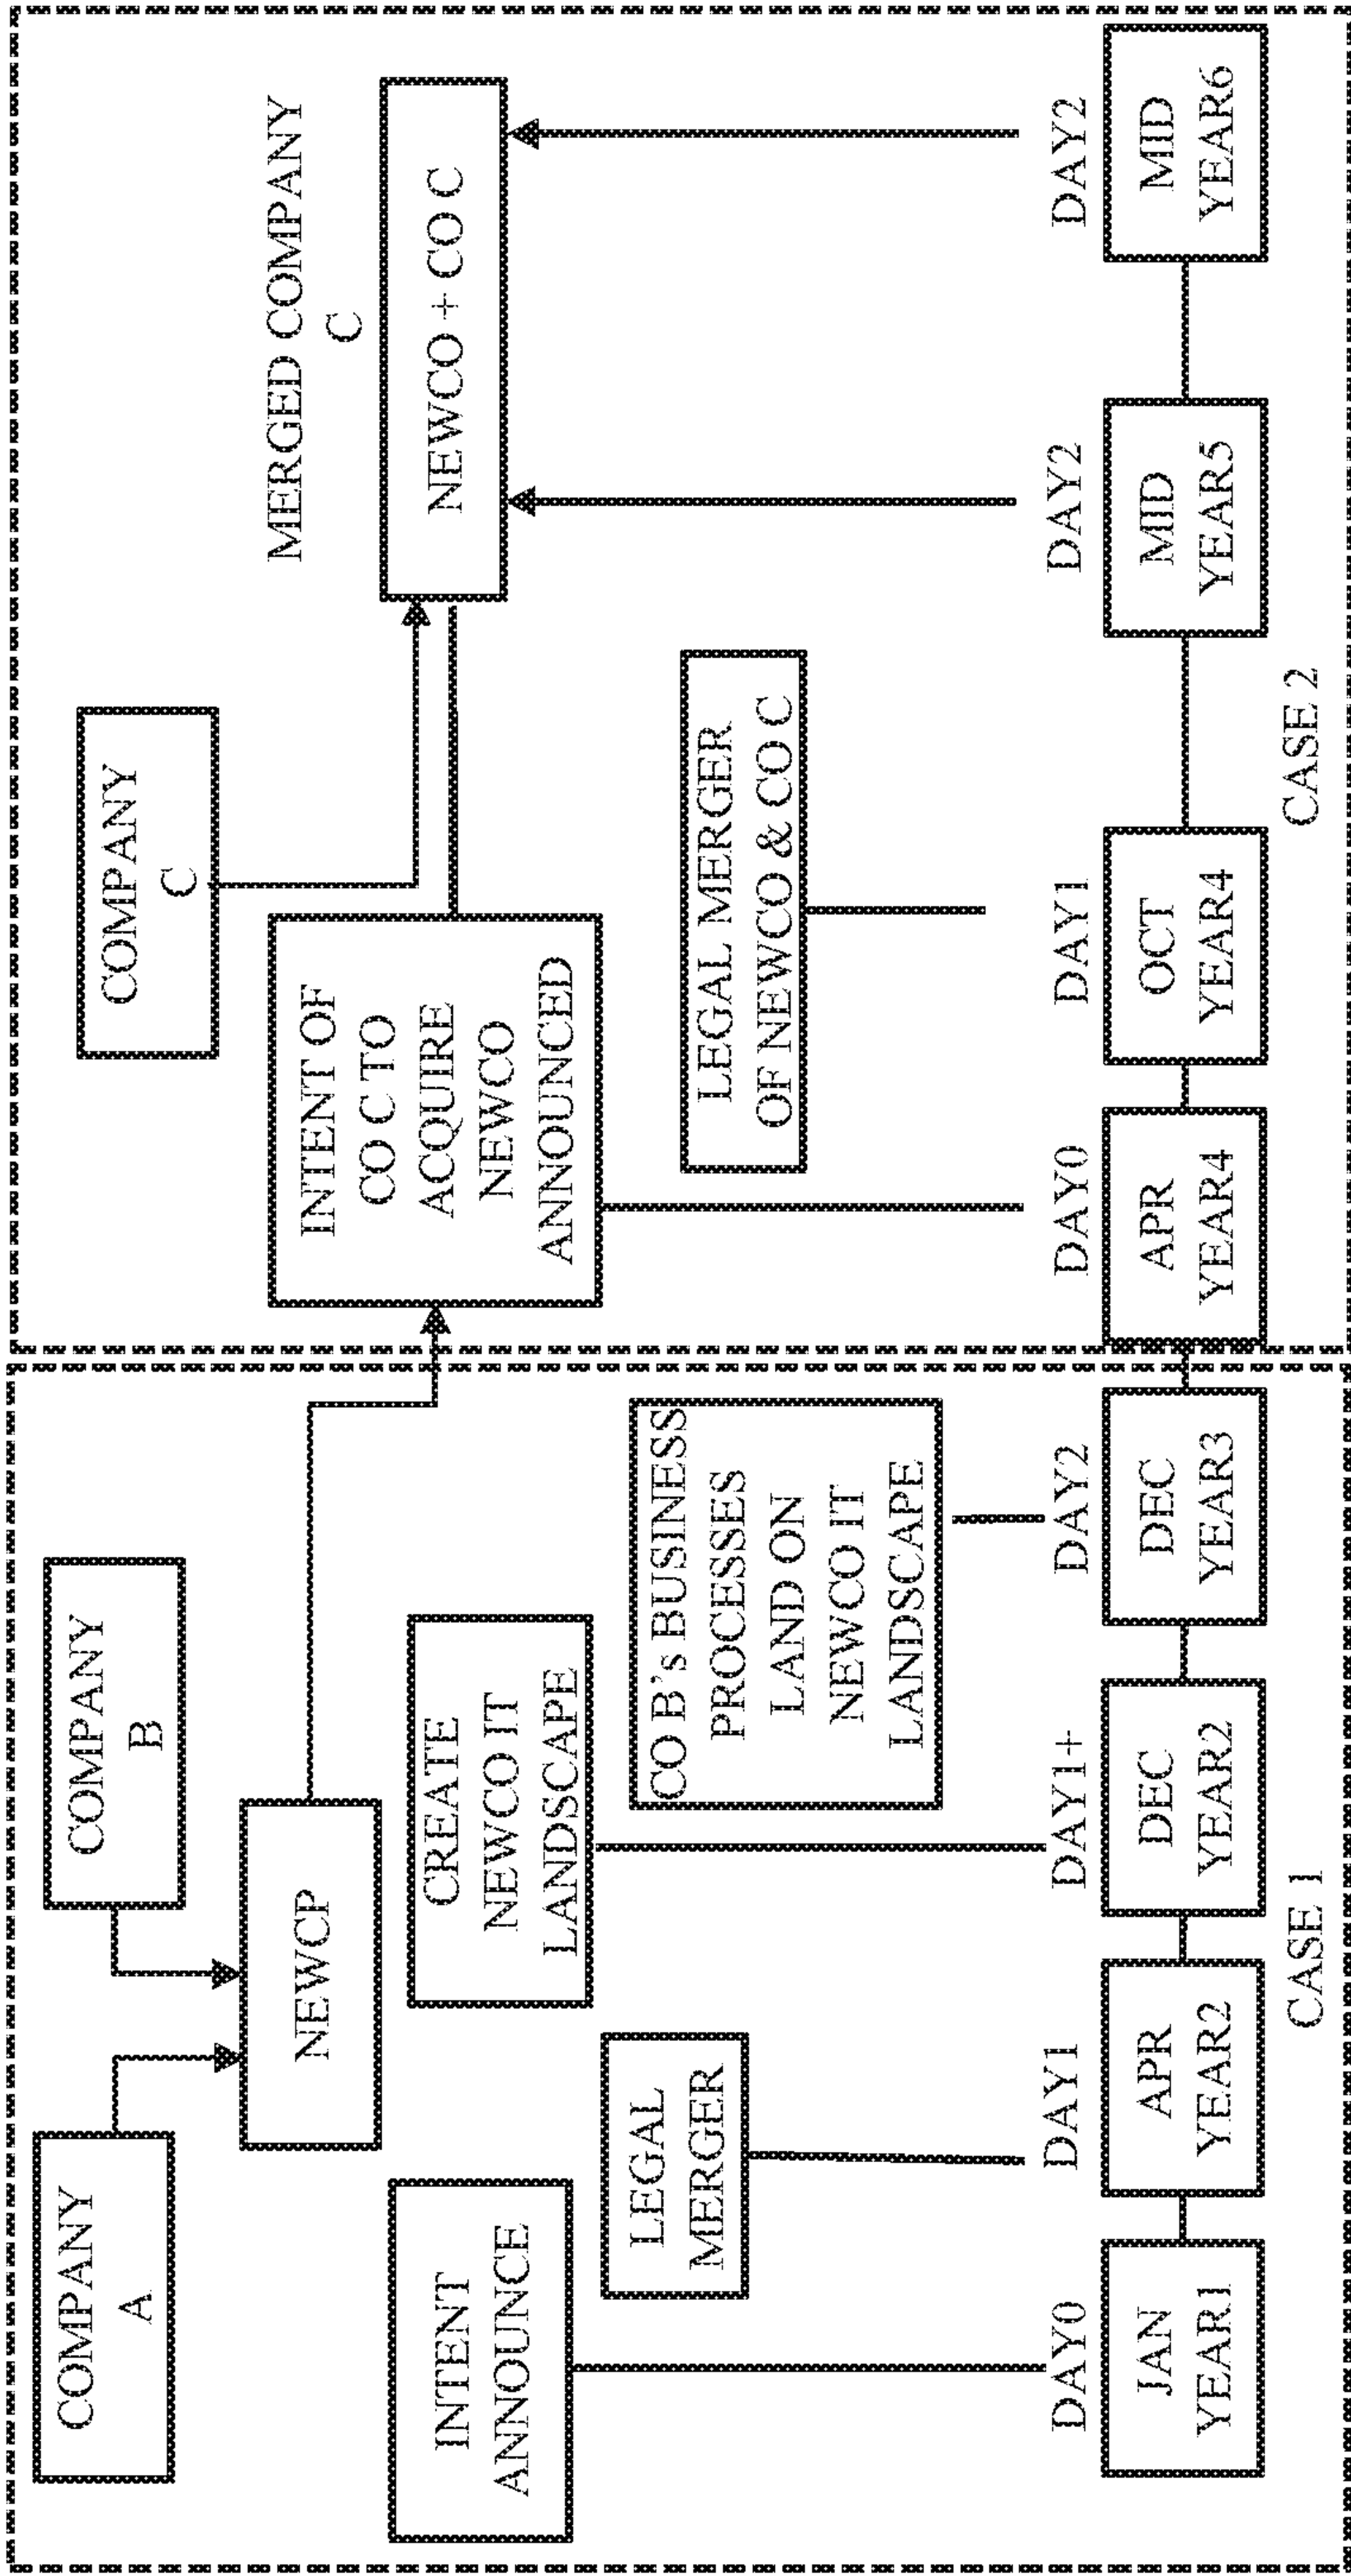 COMPANY
A
COMPANY
B
NEWCP
INTENT
ANNOUNCE
LEGAL
MERGER
CREATE
NEWCO IT
LANDSCAPE
CO B's BUSINESS
PROCESSES
LAND ON
NEWCO IT
LANDSCAPE
DAY0
DAY1
DAY1+
DAY2
JAN
YEAR1
APR
YEAR2
DEC
YEAR2
DEC
YEAR3
CASE 1
COMPANY
C
MERGED COMPANY
C
INTENT OF
CO C TO
ACQUIRE
NEWCO
ANNOUNCED
NEWCO + CO C
LEGAL MERGER
OF NEWCO & CO C
DAY0
DAY1
DAY2
DAY2
APR
YEAR4
OCT
YEAR4
MID
YEAR5
MID
YEAR6
CASE 2